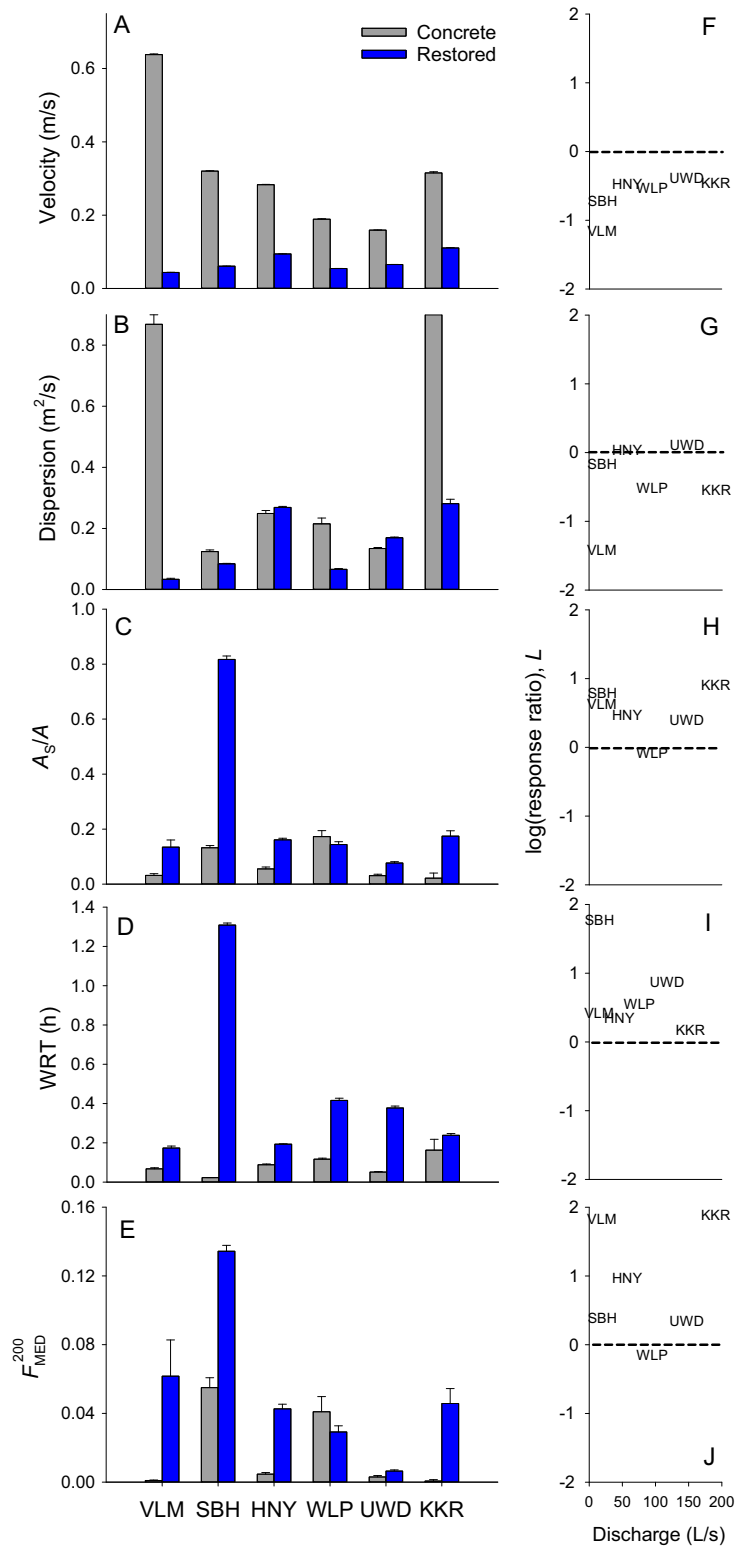 A
Concrete
Restored
Velocity (m/s)
0.6
0.4
0.2
0.0
F
2
1
0
-1
-2
SBH
VLM
HNY
WLP
UWD
KKR
B
Dispersion (m²/s)
0.8
0.6
0.4
0.2
0.0
G
2
1
0
-1
-2
HNY
UWD
SBH
WLP
KKR
VLM
C
A_S/A
1.0
0.8
0.6
0.4
0.2
0.0
H
log(response ratio), L
2
1
0
-1
-2
SBH
VLM
HNY
WLP
UWD
KKR
D
WRT (h)
1.4
1.2
1.0
0.8
0.6
0.4
0.2
0.0
I
2
1
0
-1
-2
SBH
VLM
HNY
WLP
UWD
KKR
E
F^200_MED
0.16
0.12
0.08
0.04
0.00
VLM SBH HNY WLP UWD KKR
2
1
0
-1
-2
VLM
KKR
HNY
SBH
UWD
WLP
J
0 50 100 150 200
Discharge (L/s)